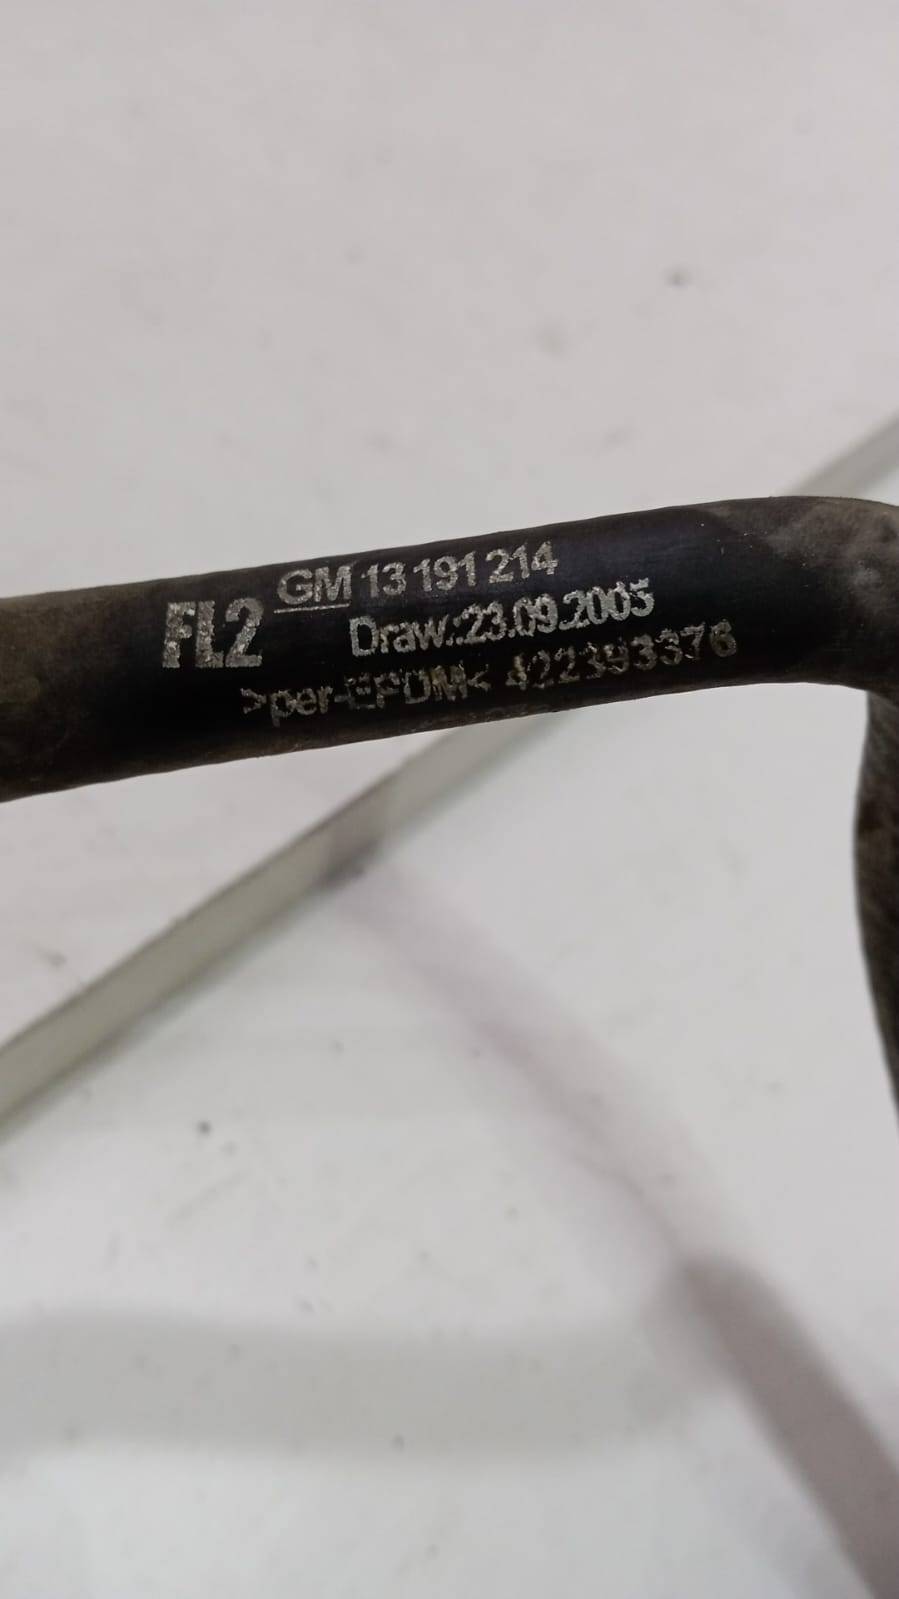 FL2
GM 13 191 214
Draw.:23.09.2005
>per-EPDM< 422393376